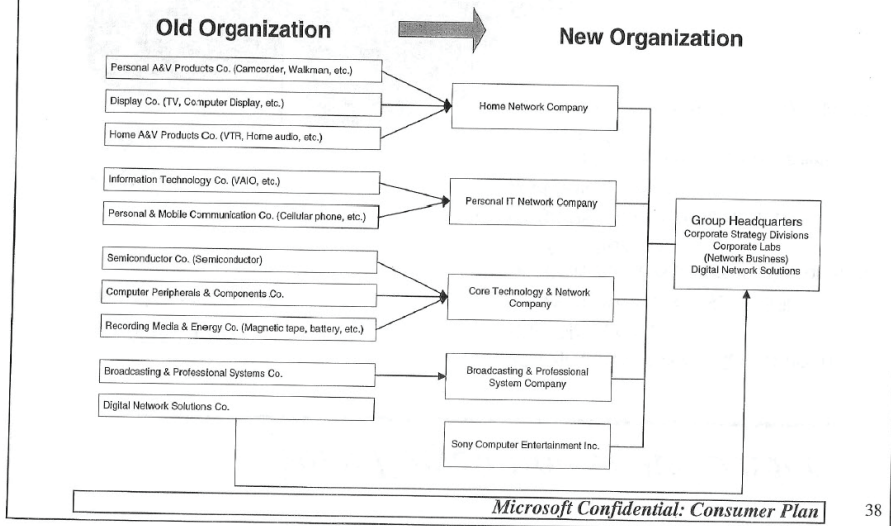 Old Organization
New Organization
Personal A&V Products Co. (Camcorder, Walkman, etc.)
Display Co. (TV, Computer Display, etc.)
Home A&V Products Co. (VTR, Home audio, etc.)
Home Network Company
Information Technology Co. (VAIO, etc.)
Personal & Mobile Communication Co. (Cellular phone, etc.)
Personal IT Network Company
Semiconductor Co. (Semiconductor)
Computer Peripherals & Components Co.
Recording Media & Energy Co. (Magnetic tape, battery, etc.)
Core Technology & Network
Company
Broadcasting & Professional Systems Co.
Broadcasting & Professional
System Company
Digital Network Solutions Co.
Sony Computer Entertainment Inc.
Group Headquarters
Corporate Strategy Divisions
Corporate Labs
(Network Business)
Digital Network Solutions
Microsoft Confidential: Consumer Plan
38